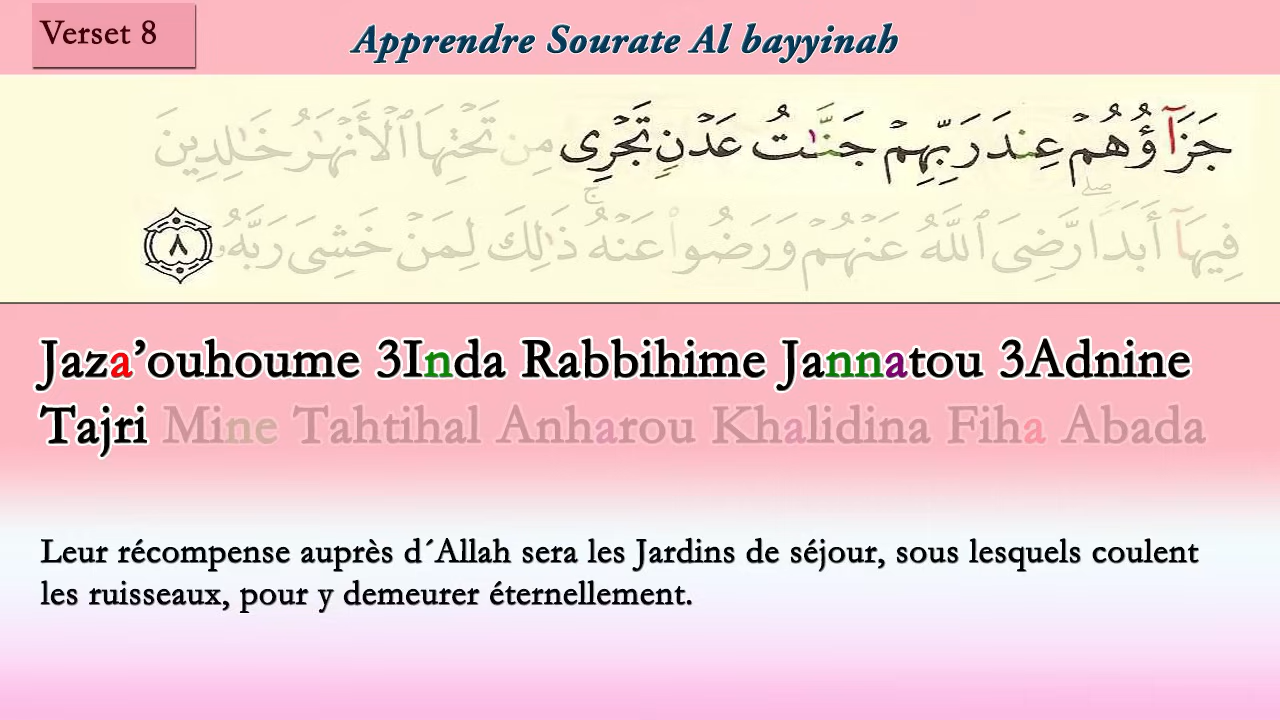 Verset 8
Apprendre Sourate Al bayyinah
جَزَآؤُهُمْ عِندَ رَبِّهِمْ جَنَّٰتُ عَدْنٍ تَجْرِى مِن تَحْتِهَا ٱلْأَنْهَٰرُ خَٰلِدِينَ
فِيهَآ أَبَدًا ۖ رَّضِىَ ٱللَّهُ عَنْهُمْ وَرَضُوا۟ عَنْهُ ۚ ذَٰلِكَ لِمَنْ خَشِىَ رَبَّهُۥ ٨
Jaza’ouhoume 3Inda Rabbihime Jannatou 3Adnine
Tajri Mine Tahtihal Anharou Khalidina Fiha Abada
Leur récompense auprès d´Allah sera les Jardins de séjour, sous lesquels coulent
les ruisseaux, pour y demeurer éternellement.